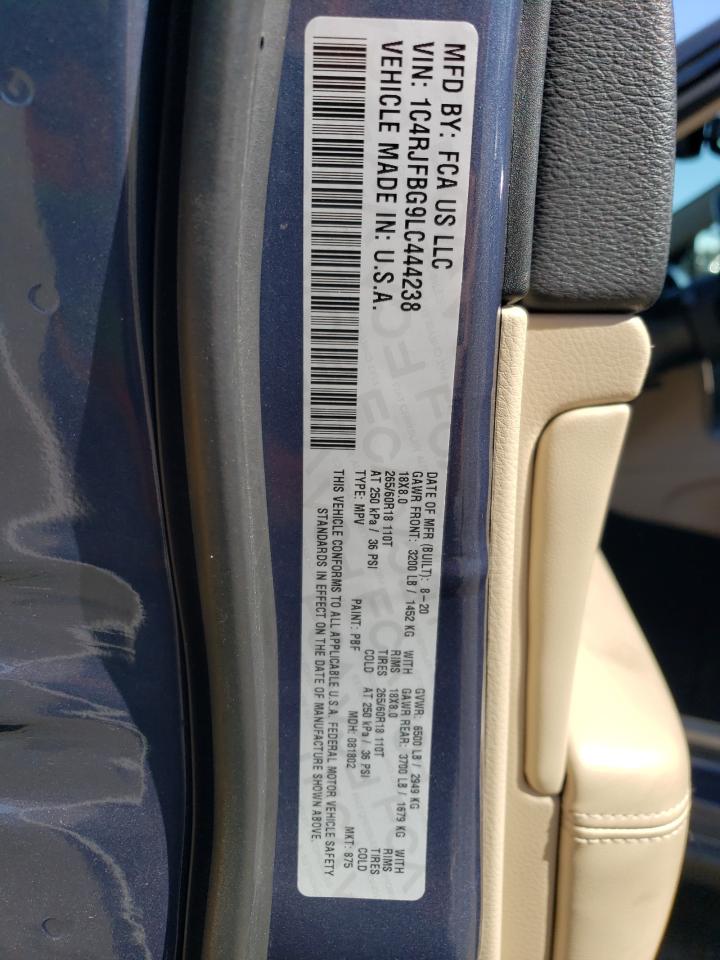 MFD BY: FCA US LLC
VIN: 1C4RJFBG9LC444238
VEHICLE MADE IN: U.S.A.
DATE OF MFR (BUILT): 8-20 GVWR: 6500 LB / 2949 KG
GAWR FRONT: 3200 LB / 1452 KG WITH GAWR REAR: 3700 LB / 1679 KG WITH
18X8.0 RIMS 18X8.0 RIMS
265/60R18 110T TIRES 265/60R18 110T TIRES
AT 250 kPa / 36 PSI COLD AT 250 kPa / 36 PSI COLD
TYPE: MPV PAINT: PBF MDH: 081802 MKT: 875
THIS VEHICLE CONFORMS TO ALL APPLICABLE U.S.A. FEDERAL MOTOR VEHICLE SAFETY
STANDARDS IN EFFECT ON THE DATE OF MANUFACTURE SHOWN ABOVE.